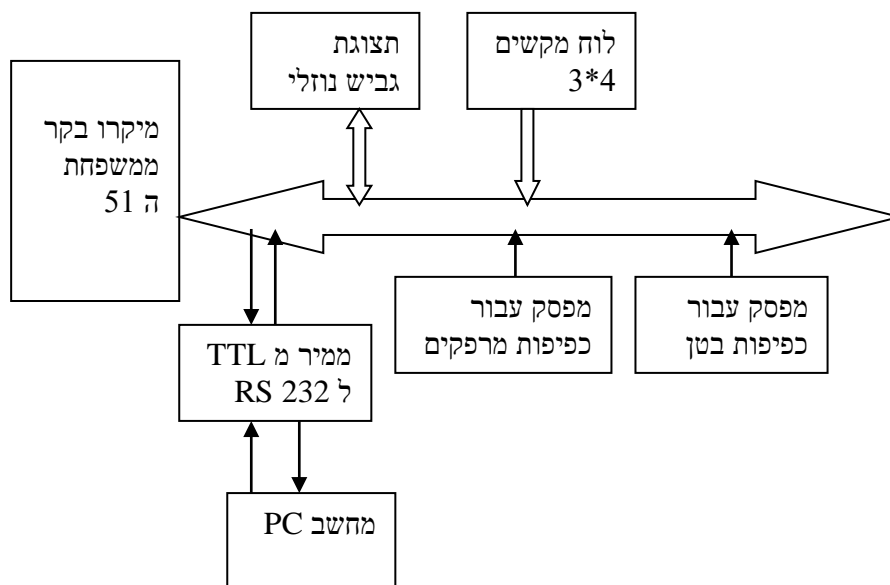 תצוגת
גביש נוזלי
לוח מקשים
3*4
מיקרו בקר
ממשפחת
ה 51
מפסק עבור
כפיפות מרפקים
מפסק עבור
כפיפות בטן
ממיר מ TTL
ל RS 232
מחשב PC